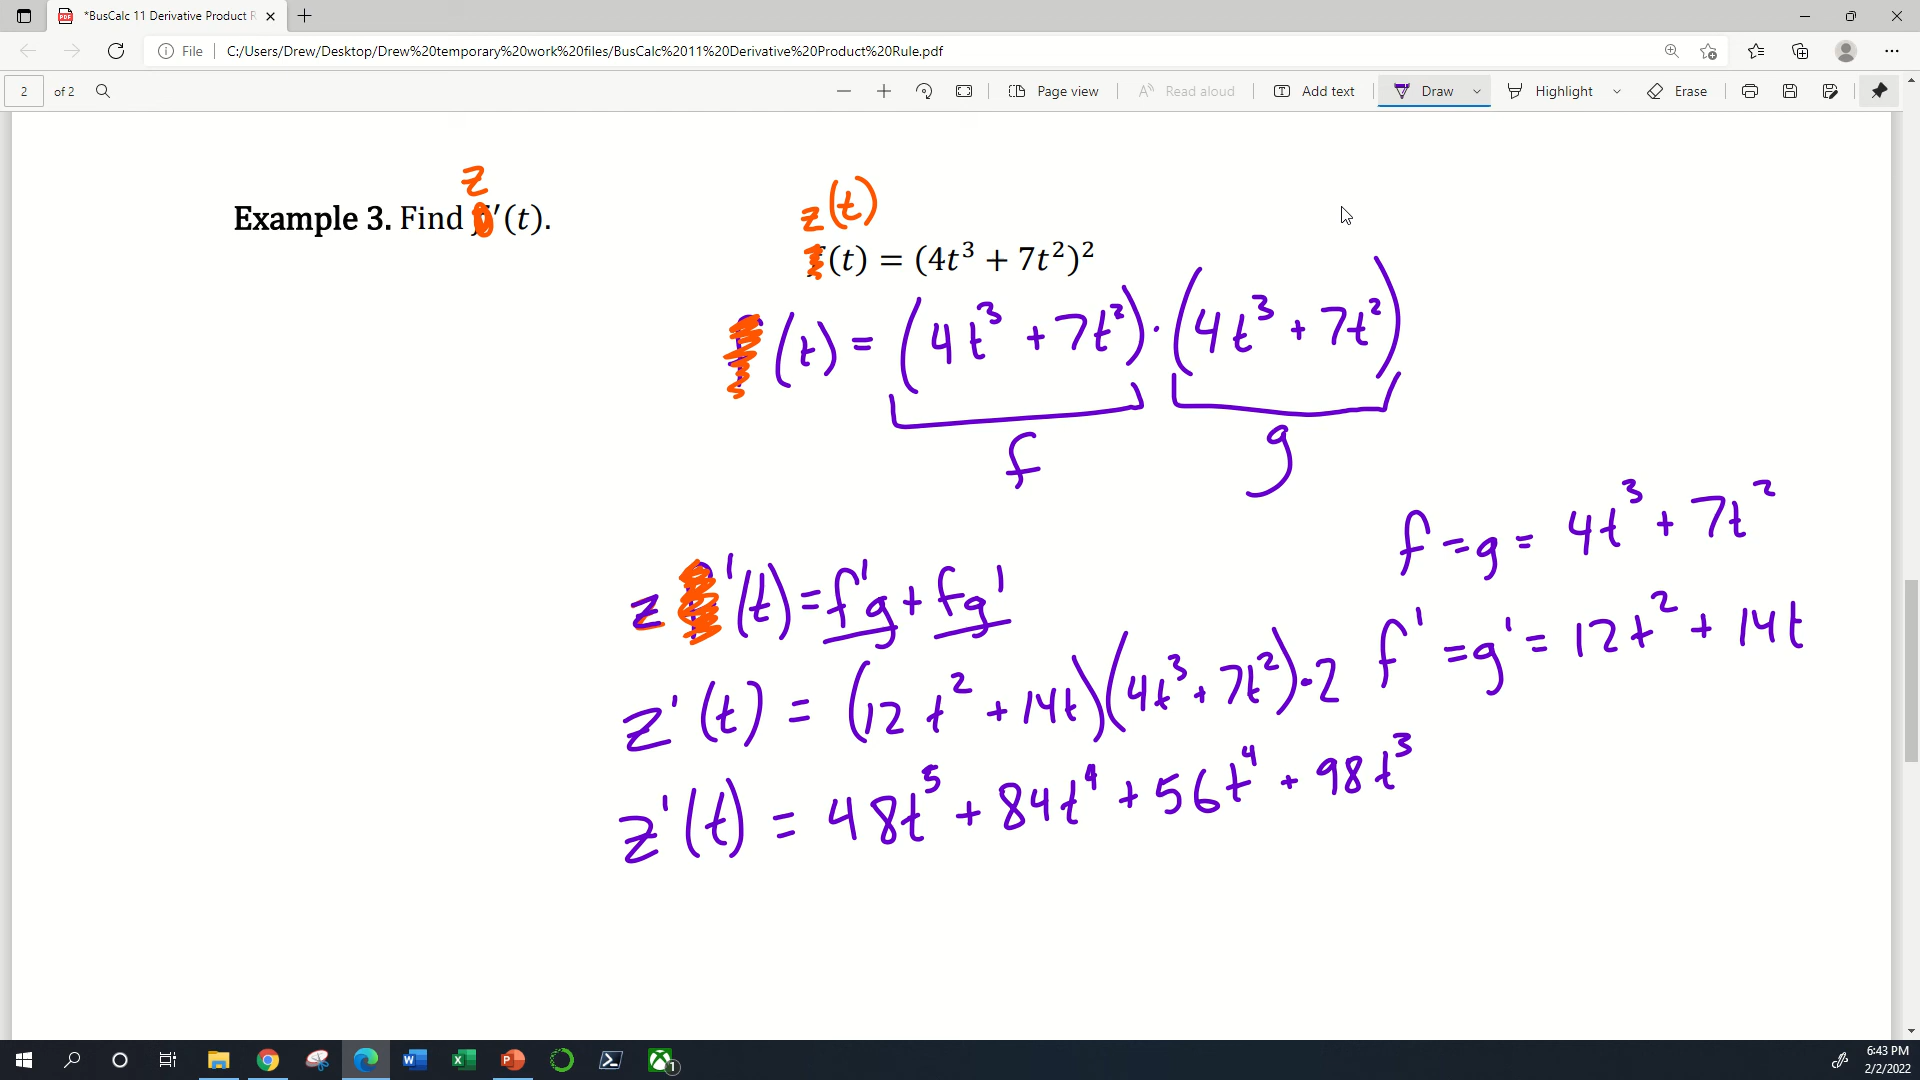 *BusCalc 11 Derivative Product R
File
C:/Users/Drew/Desktop/Drew%20temporary%20work%20files/BusCalc%2011%20Derivative%20Product%20Rule.pdf
2 of 2
Page view
Read aloud
Add text
Draw
Highlight
Erase
z
Example 3. Find ′(t).
z(t)
(t) = (4t³ + 7t²)²
(t) = (4t³ + 7t²) · (4t³ + 7t²)
f g
f = g = 4t³ + 7t²
z '(t) = f'g + fg'
f' = g' = 12t² + 14t
z'(t) = (12t² + 14t)(4t³ + 7t²)·2
z'(t) = 48t⁵ + 84t⁴ + 56t⁴ + 98t³
1
6:43 PM
2/2/2022